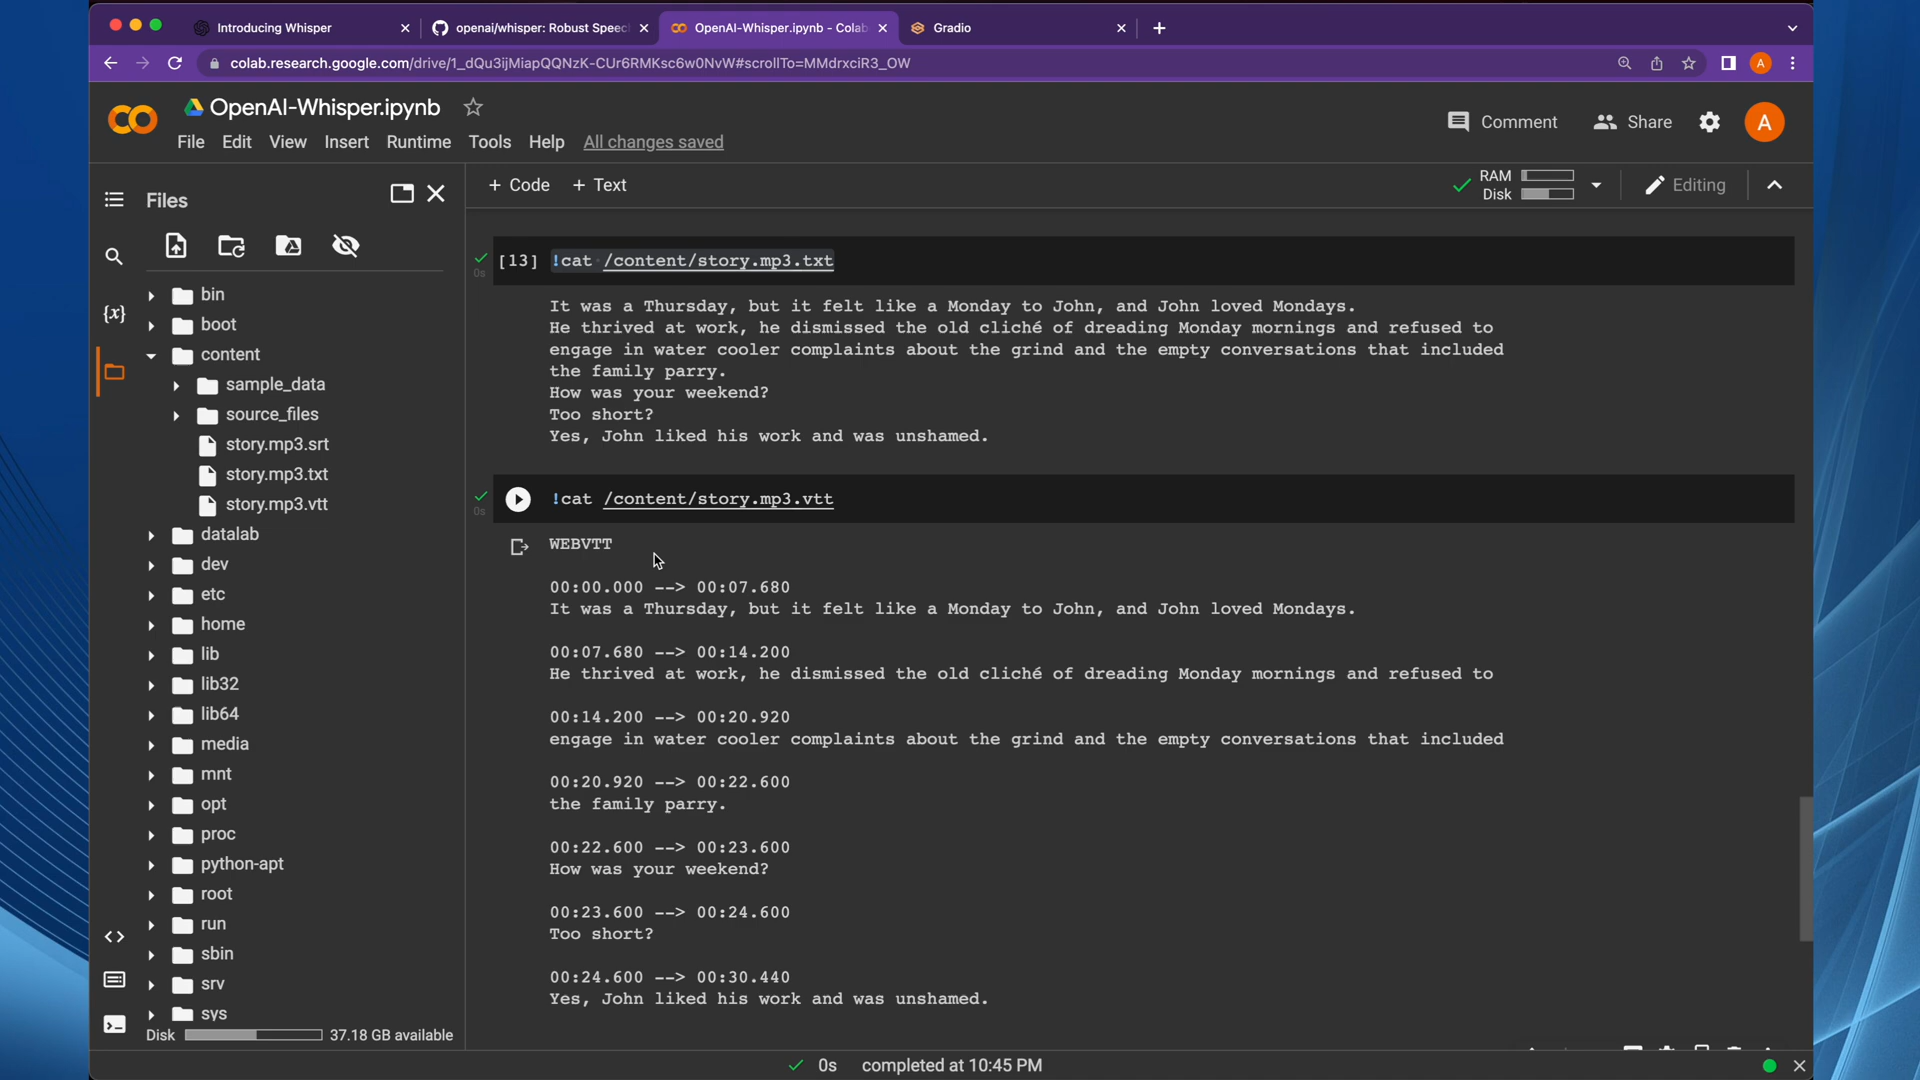 Introducing Whisper
openai/whisper: Robust Speec
OpenAI-Whisper.ipynb - Colab
Gradio
colab.research.google.com/drive/1_dQu3ijMiapQQNzK-CUr6RMKsc6w0NvW#scrollTo=MMdrxciR3_OW
A
OpenAI-Whisper.ipynb
File Edit View Insert Runtime Tools Help All changes saved
Comment
Share
A
Files
+ Code + Text
RAM
Disk
Editing
{x}
bin
boot
content
sample_data
source_files
story.mp3.srt
story.mp3.txt
story.mp3.vtt
datalab
dev
etc
home
lib
lib32
lib64
media
mnt
opt
proc
python-apt
root
run
sbin
srv
sys
Disk 37.18 GB available
0s
[13] !cat /content/story.mp3.txt
It was a Thursday, but it felt like a Monday to John, and John loved Mondays.
He thrived at work, he dismissed the old cliché of dreading Monday mornings and refused to
engage in water cooler complaints about the grind and the empty conversations that included
the family parry.
How was your weekend?
Too short?
Yes, John liked his work and was unshamed.
0s
!cat /content/story.mp3.vtt
WEBVTT
00:00.000 --> 00:07.680
It was a Thursday, but it felt like a Monday to John, and John loved Mondays.
00:07.680 --> 00:14.200
He thrived at work, he dismissed the old cliché of dreading Monday mornings and refused to
00:14.200 --> 00:20.920
engage in water cooler complaints about the grind and the empty conversations that included
00:20.920 --> 00:22.600
the family parry.
00:22.600 --> 00:23.600
How was your weekend?
00:23.600 --> 00:24.600
Too short?
00:24.600 --> 00:30.440
Yes, John liked his work and was unshamed.
0s completed at 10:45 PM